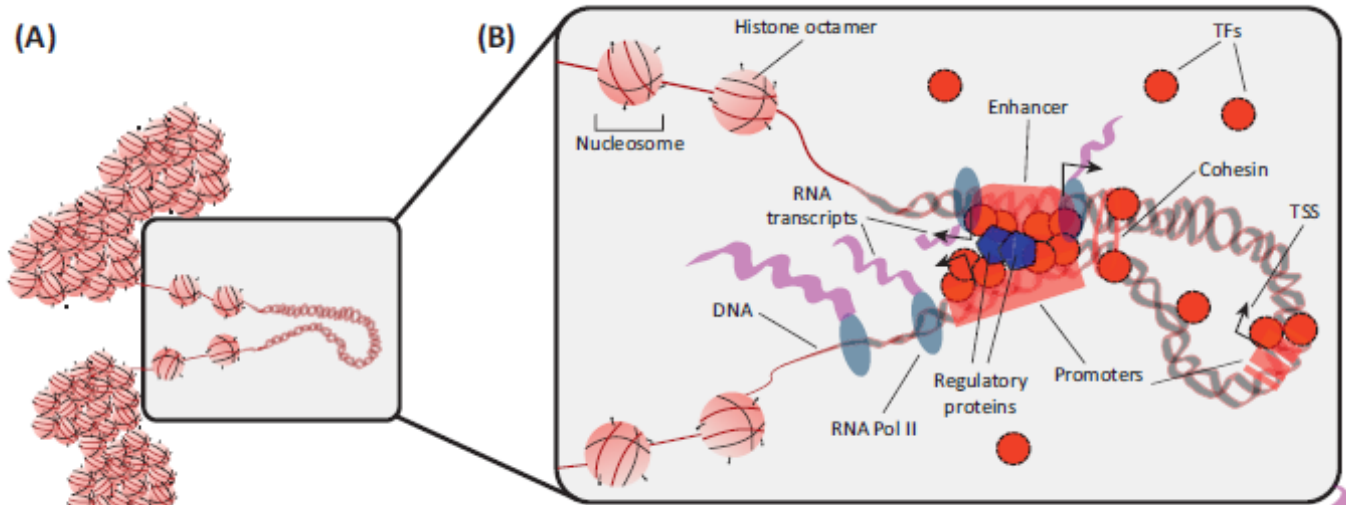 (A)
(B)
Histone octamer
TFs
Enhancer
Nucleosome
Cohesin
RNA
transcripts
TSS
DNA
Promoters
Regulatory
proteins
RNA Pol II